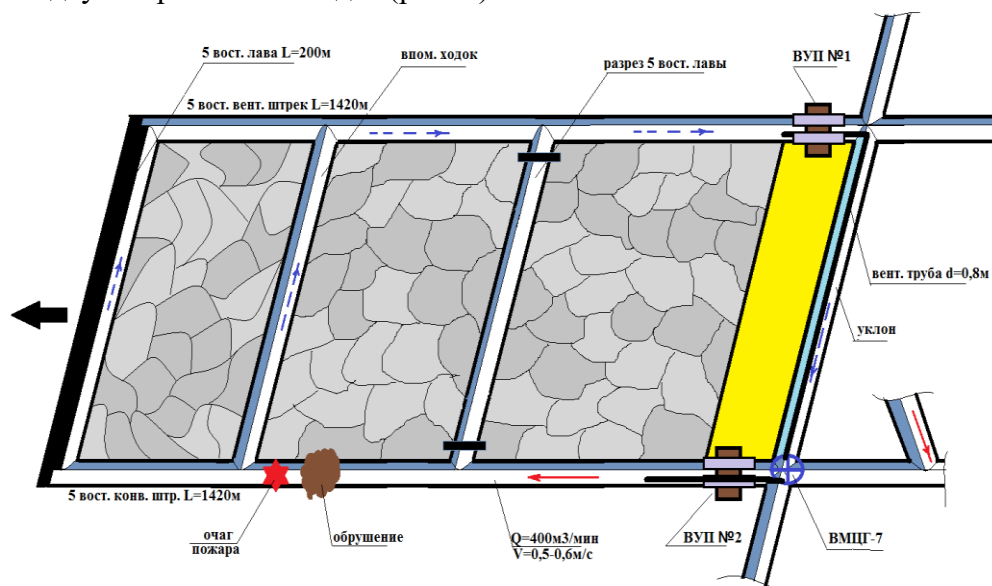 5 вост. лава L=200м
впом. ходок
разрез 5 вост. лавы
ВУП №1
5 вост. вент. штрек L=1420м
вент. труба d=0,8м
уклон
5 вост. конв. штр. L=1420м
очаг
пожара
обрушение
Q=400м3/мин
V=0,5-0,6м/с
ВУП №2
ВМЦГ-7